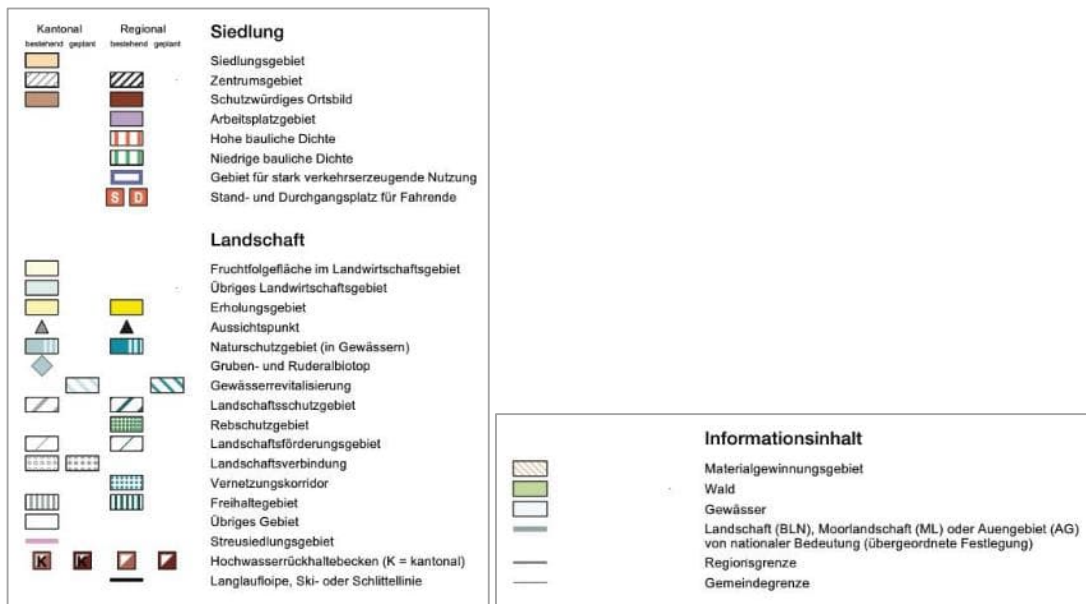 Kantonal Regional Siedlung
bestehend geplant bestehend geplant
Siedlungsgebiet
Zentrumsgebiet
Schutzwürdiges Ortsbild
Arbeitsplatzgebiet
Hohe bauliche Dichte
Niedrige bauliche Dichte
Gebiet für stark verkehrserzeugende Nutzung
S D Stand- und Durchgangsplatz für Fahrende
Landschaft
Fruchtfolgefläche im Landwirtschaftsgebiet
Übriges Landwirtschaftsgebiet
Erholungsgebiet
Aussichtspunkt
Naturschutzgebiet (in Gewässern)
Gruben- und Ruderalbiotop
Gewässerrevitalisierung
Landschaftsschutzgebiet
Rebschutzgebiet
Landschaftsförderungsgebiet
Landschaftsverbindung
Vernetzungskorridor
Freihaltegebiet
Übriges Gebiet
Streusiedlungsgebiet
K K Hochwasserrückhaltebecken (K = kantonal)
Langlaufloipe, Ski- oder Schlittellinie
Informationsinhalt
Materialgewinnungsgebiet
Wald
Gewässer
Landschaft (BLN), Moorlandschaft (ML) oder Auengebiet (AG)
von nationaler Bedeutung (übergeordnete Festlegung)
Regionsgrenze
Gemeindegrenze